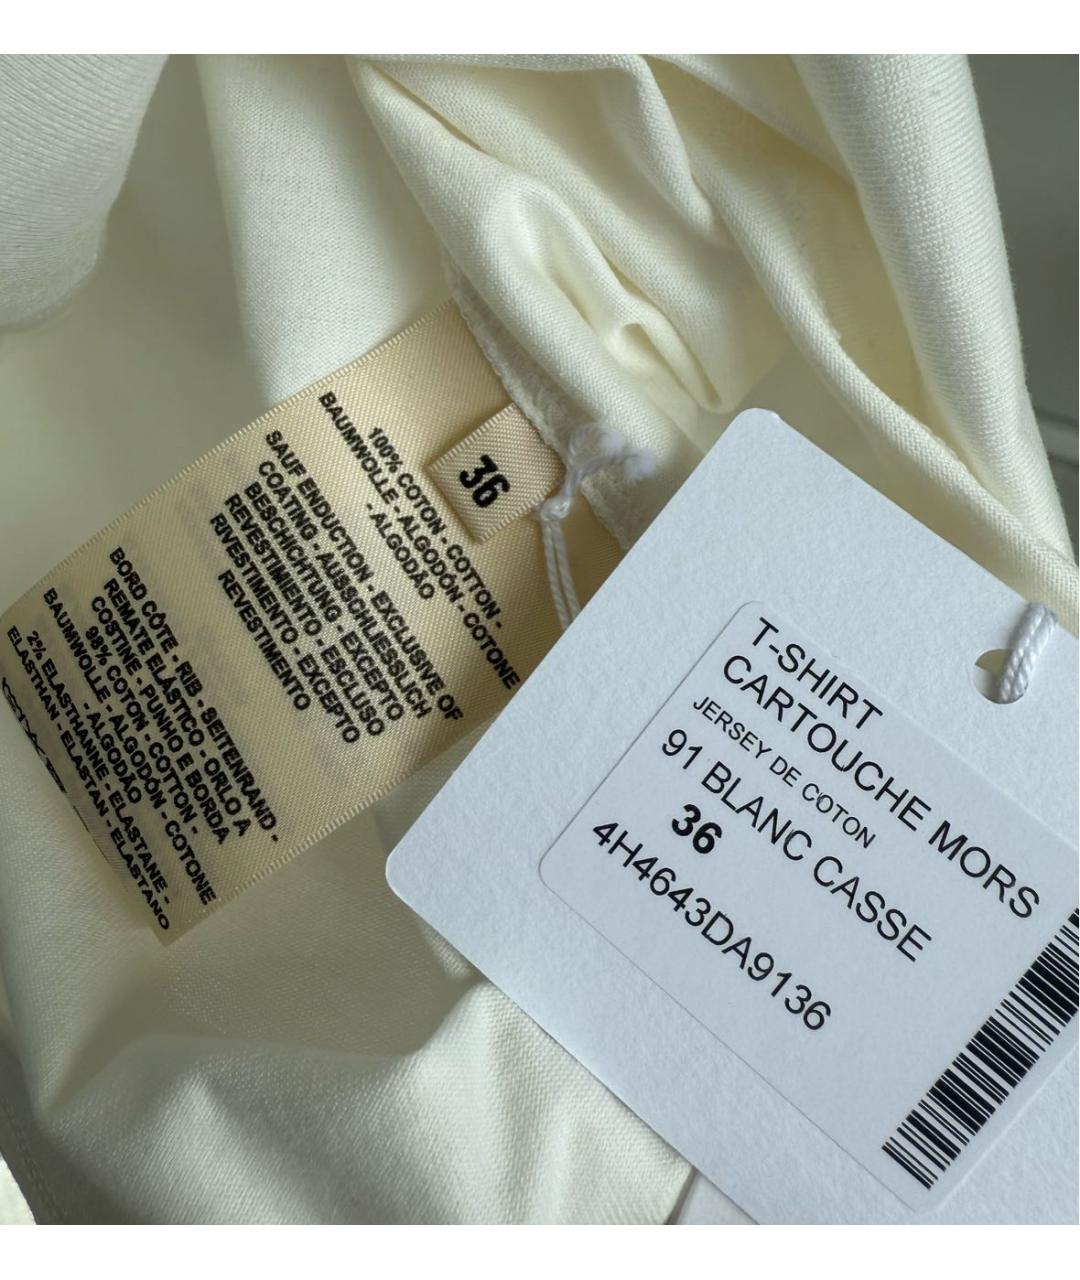 36
100% COTON - COTTON -
BAUMWOLLE - ALGODÓN - COTONE
- ALGODÃO
SAUF ENDUCTION - EXCLUSIVE OF
COATING - AUSSCHLIESSLICH
BESCHICHTUNG - EXCEPTO
REVESTIMIENTO - ESCLUSO
RIVESTIMENTO - EXCEPTO
REVESTIMENTO
BORD CÔTE - RIB - SEITENRAND -
REMATE ELÁSTICO - ORLO A
COSTINE - PUNHO E BORDA
98% COTON - COTTON -
BAUMWOLLE - ALGODÓN - COTONE
- ALGODÃO
2% ELASTHANNE - ELASTANE -
ELASTHAN - ELASTAN - ELASTANO
T-SHIRT
CARTOUCHE MORS
JERSEY DE COTON
91 BLANC CASSE
36
4H4643DA9136